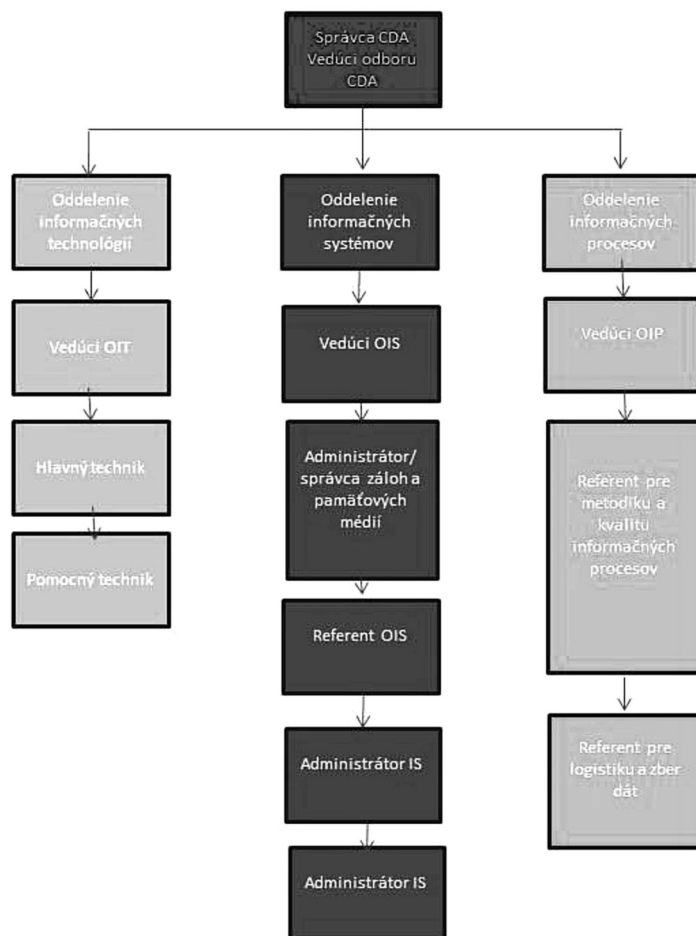 Správca CDA
Vedúci odboru
CDA
Oddelenie
informačných
technológií
Vedúci OIT
Hlavný technik
Pomocný technik
Oddelenie
informačných
systémov
Vedúci OIS
Administrátor/
správca záloh a
pamäťových
médií
Referent OIS
Administrátor IS
Administrátor IS
Oddelenie
informačných
procesov
Vedúci OIP
Referent pre
metodiku a
kvalitu
informačných
procesov
Referent pre
logistiku a zber
dát